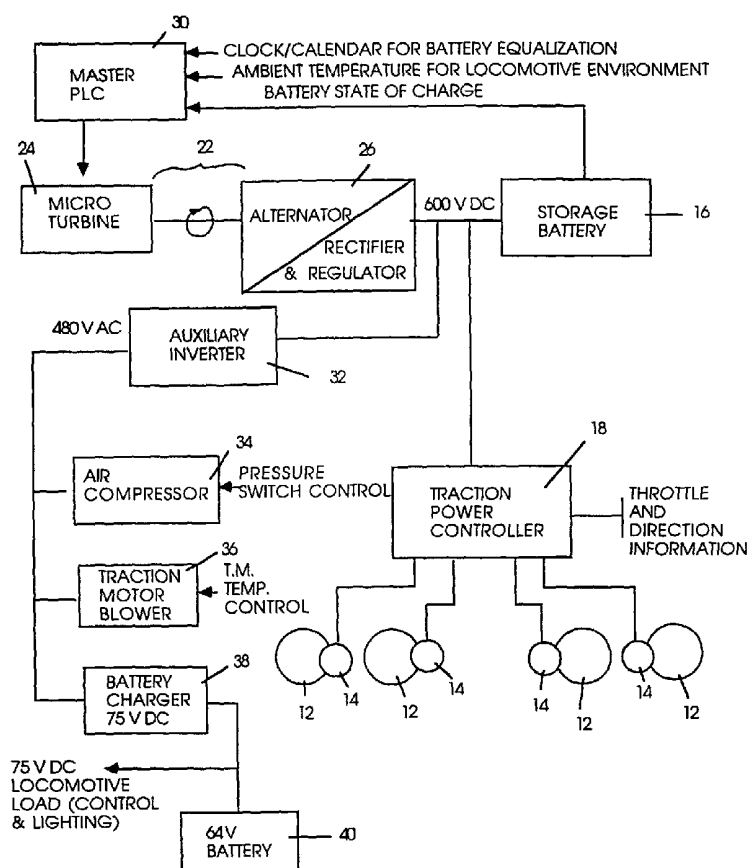 30
MASTER
PLC
CLOCK/CALENDAR FOR BATTERY EQUALIZATION
AMBIENT TEMPERATURE FOR LOCOMOTIVE ENVIRONMENT
BATTERY STATE OF CHARGE
24
22
26
MICRO
TURBINE
ALTERNATOR
RECTIFIER
& REGULATOR
600 V DC
STORAGE
BATTERY
16
480 V AC
AUXILIARY
INVERTER
32
34
AIR
COMPRESSOR
PRESSURE
SWITCH CONTROL
18
TRACTION
POWER
CONTROLLER
THROTTLE
AND
DIRECTION
INFORMATION
36
TRACTION
MOTOR
BLOWER
T.M.
TEMP.
CONTROL
38
BATTERY
CHARGER
75 V DC
12
14
12
14
14
12
14
12
75 V DC
LOCOMOTIVE
LOAD (CONTROL
& LIGHTING)
64 V
BATTERY
40